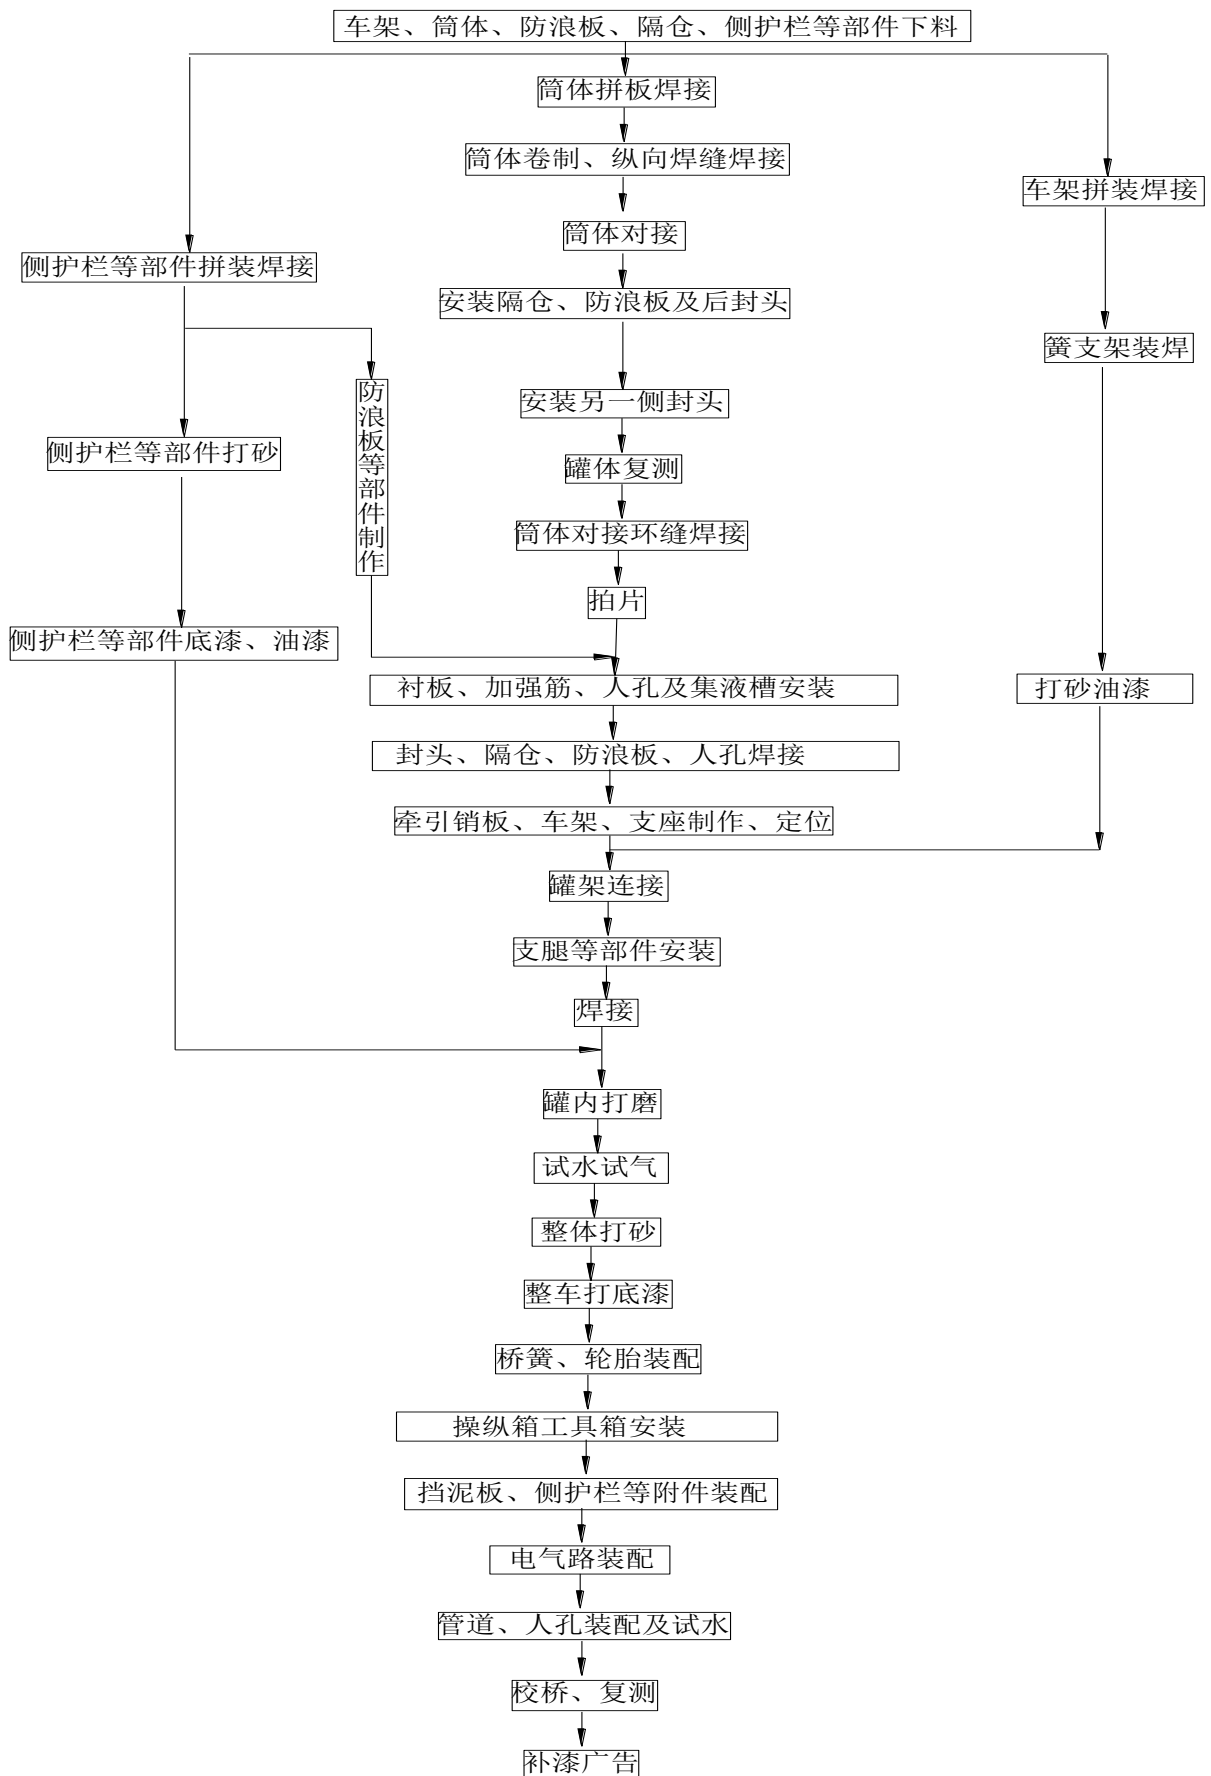 车架、筒体、防浪板、隔仓、侧护栏等部件下料
筒体拼板焊接
筒体卷制、纵向焊缝焊接
车架拼装焊接
筒体对接
侧护栏等部件拼装焊接
安装隔仓、防浪板及后封头
簧支架装焊
防浪板等部件制作
安装另一侧封头
侧护栏等部件打砂
罐体复测
筒体对接环缝焊接
拍片
侧护栏等部件底漆、油漆
衬板、加强筋、人孔及集液槽安装
打砂油漆
封头、隔仓、防浪板、人孔焊接
牵引销板、车架、支座制作、定位
罐架连接
支腿等部件安装
焊接
罐内打磨
试水试气
整体打砂
整车打底漆
桥簧、轮胎装配
操纵箱工具箱安装
挡泥板、侧护栏等附件装配
电气路装配
管道、人孔装配及试水
校桥、复测
补漆广告